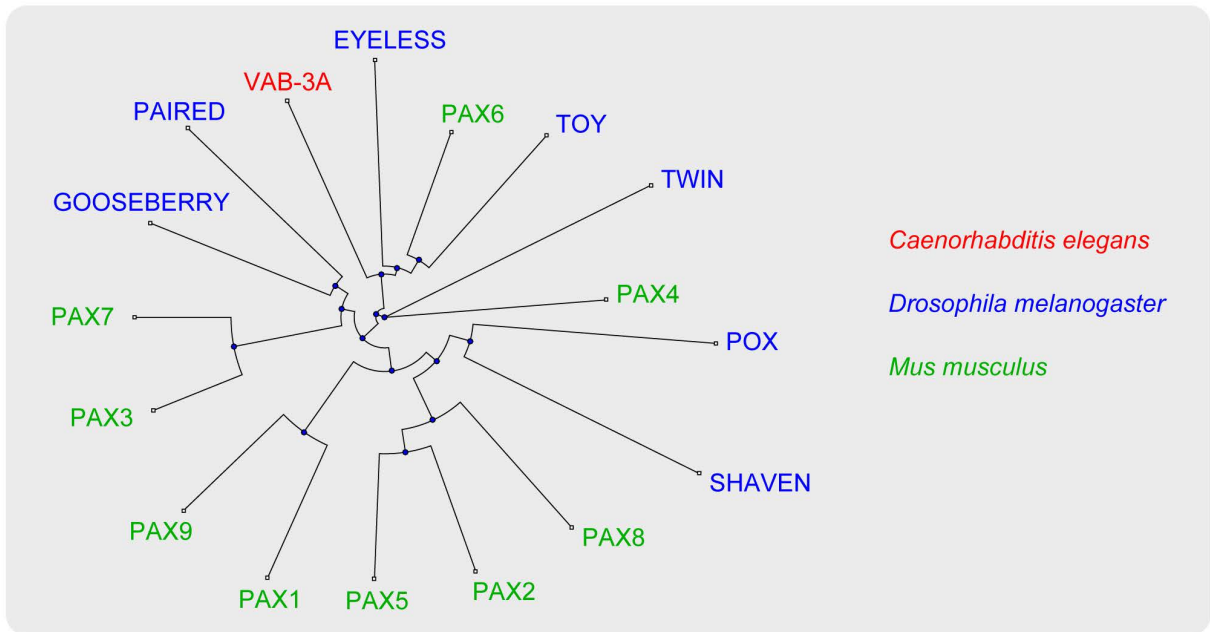 EYELESS
VAB-3A
PAIRED
PAX6
TOY
TWIN
GOOSEBERRY
Caenorhabditis elegans
PAX4
Drosophila melanogaster
PAX7
POX
Mus musculus
PAX3
SHAVEN
PAX9
PAX8
PAX1
PAX5
PAX2